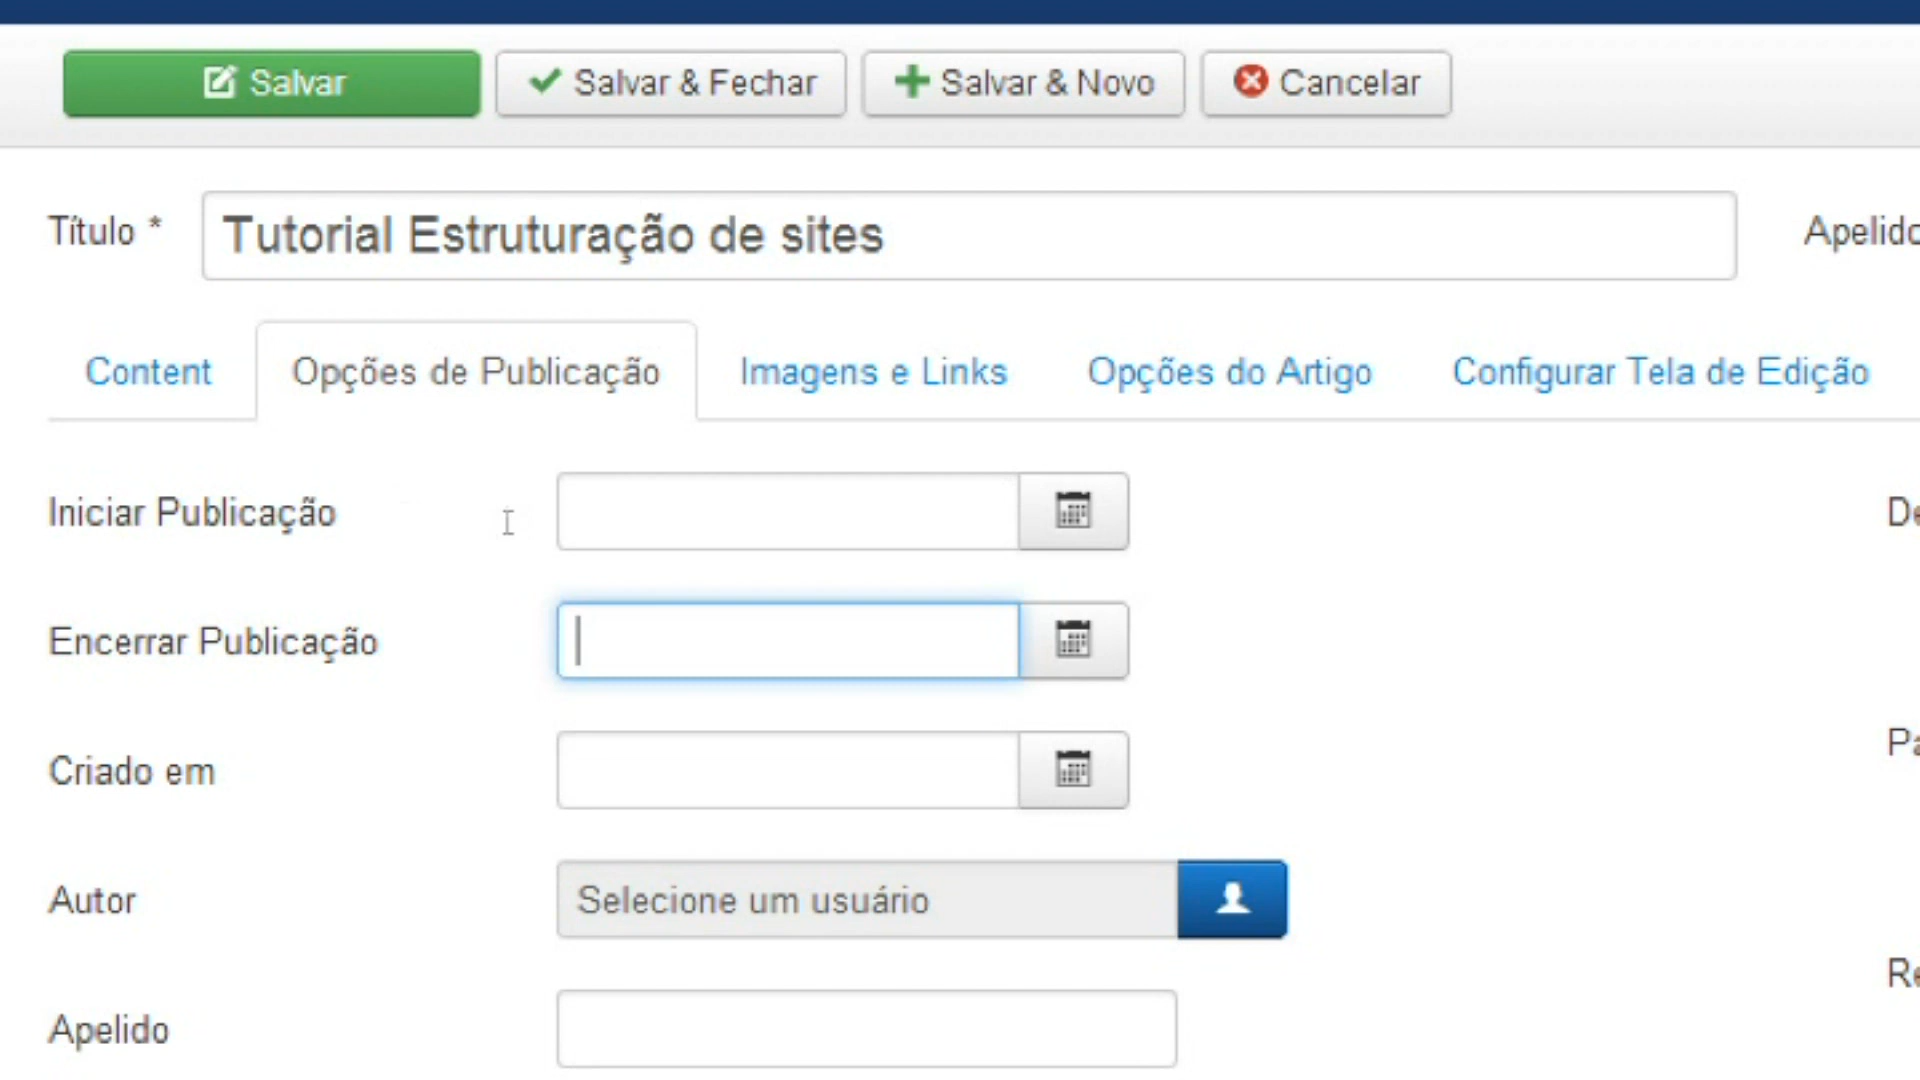 Salvar Salvar & Fechar Salvar & Novo Cancelar
Título * Tutorial Estruturação de sites Apelido
Content Opções de Publicação Imagens e Links Opções do Artigo Configurar Tela de Edição
Iniciar Publicação
Encerrar Publicação
Criado em
Autor Selecione um usuário
Apelido